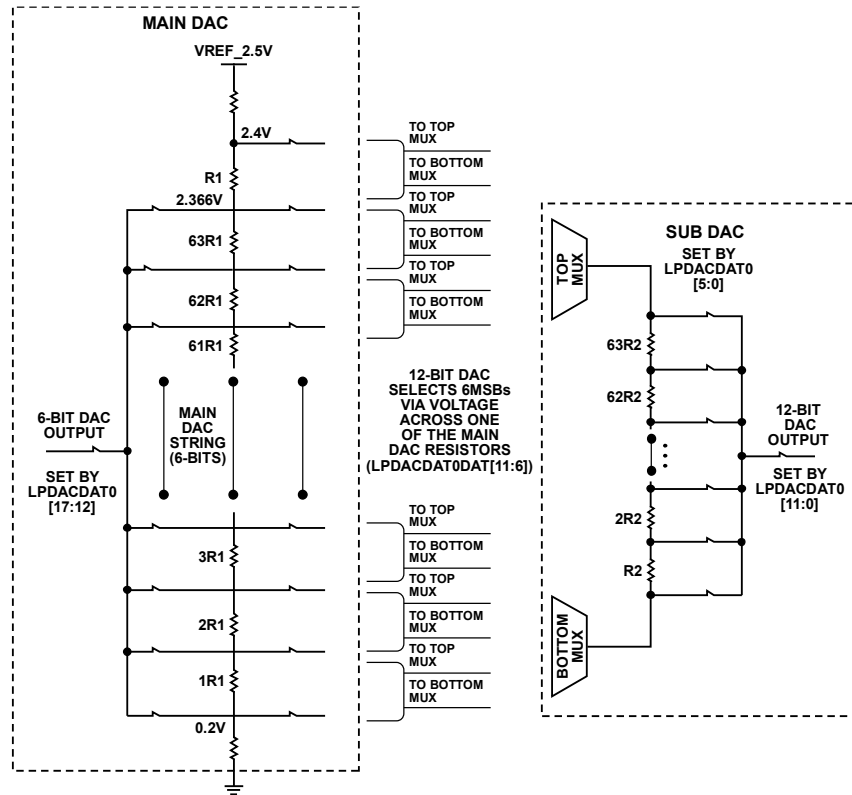 MAIN DAC
VREF_2.5V
2.4V
R1
2.366V
63R1
62R1
61R1
MAIN
DAC
STRING
(6-BITS)
6-BIT DAC
OUTPUT
SET BY
LPDACDAT0
[17:12]
3R1
2R1
1R1
0.2V
TO TOP
MUX
TO BOTTOM
MUX
TO TOP
MUX
TO BOTTOM
MUX
TO TOP
MUX
TO BOTTOM
MUX
12-BIT DAC
SELECTS 6MSBs
VIA VOLTAGE
ACROSS ONE
OF THE MAIN
DAC RESISTORS
(LPDACDAT0DAT[11:6])
TO TOP
MUX
TO BOTTOM
MUX
TO TOP
MUX
TO BOTTOM
MUX
TO TOP
MUX
TO BOTTOM
MUX
SUB DAC
SET BY
LPDACDAT0
[5:0]
TOP
MUX
63R2
62R2
2R2
R2
BOTTOM
MUX
12-BIT
DAC
OUTPUT
SET BY
LPDACDAT0
[11:0]